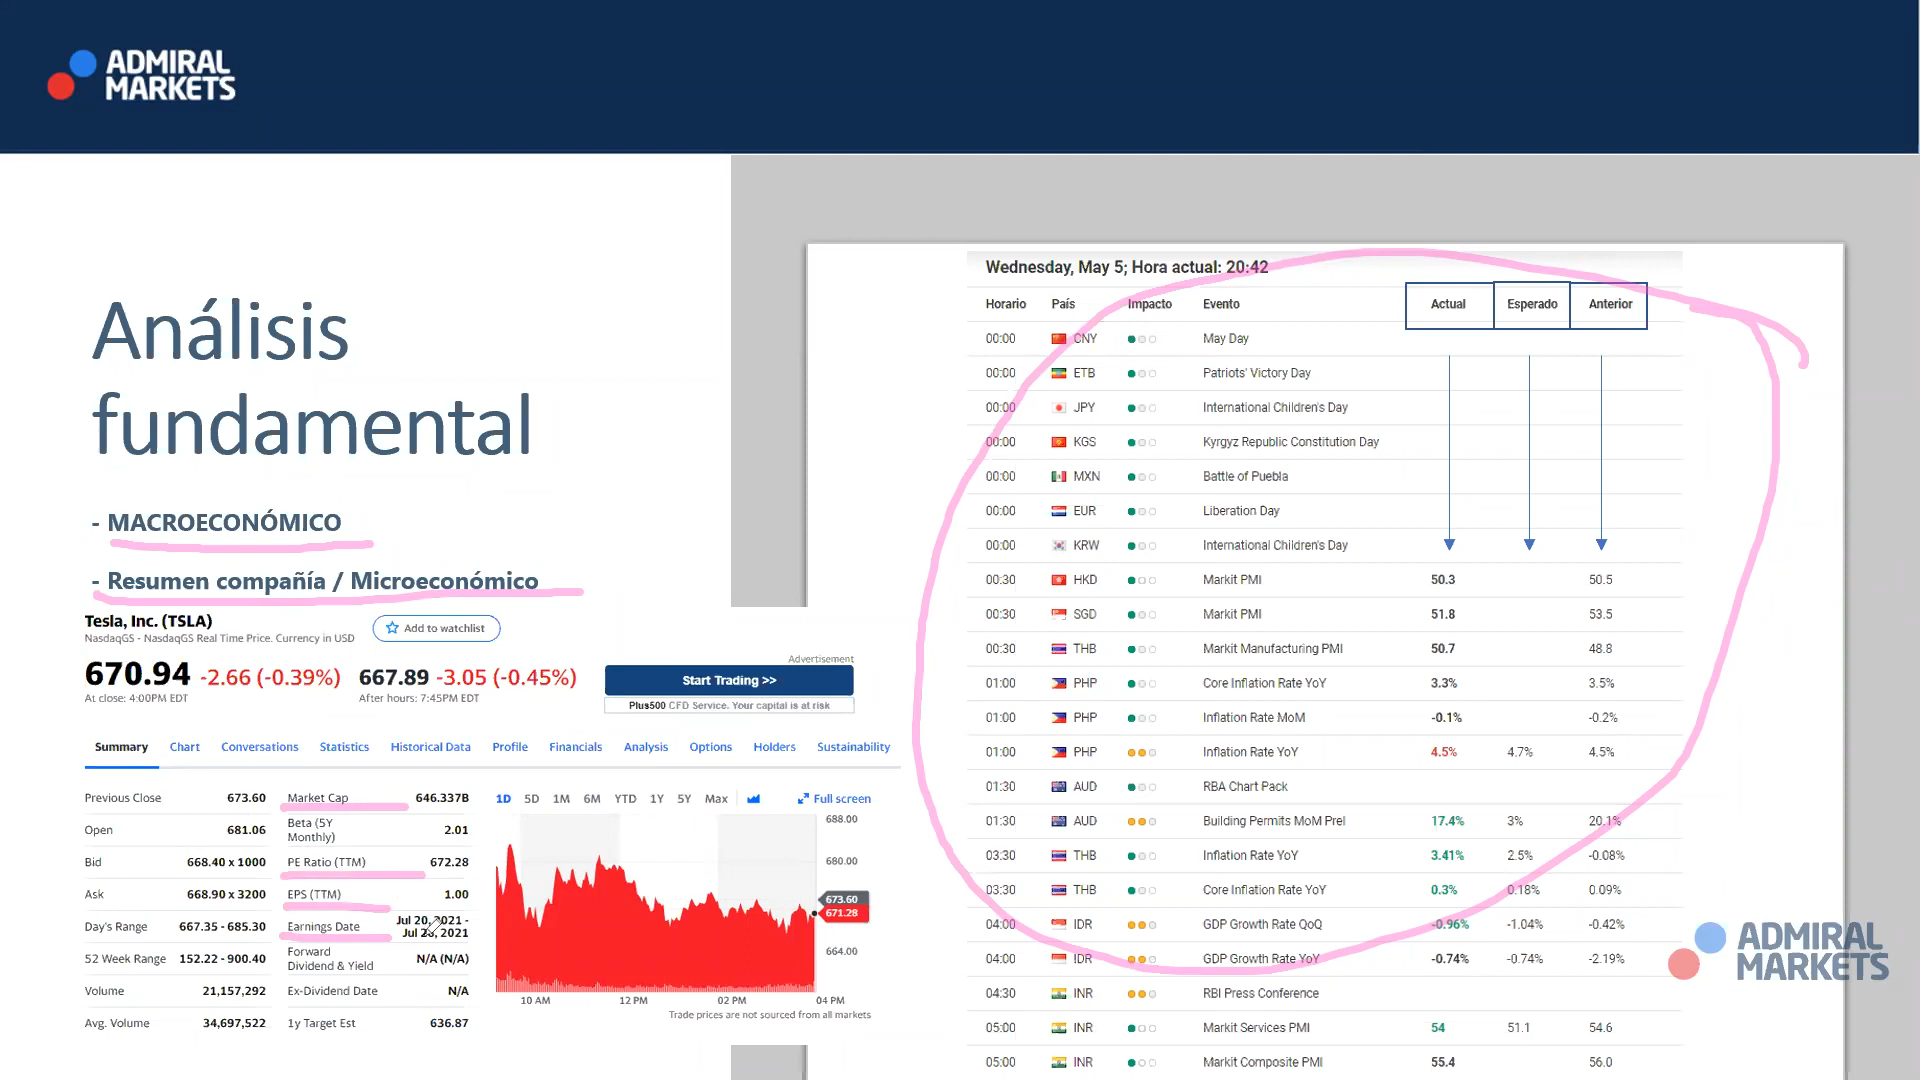 ADMIRAL
MARKETS
Análisis
fundamental
- MACROECONÓMICO
- Resumen compañía / Microeconómico
Tesla, Inc. (TSLA)
NasdaqGS - NasdaqGS Real Time Price. Currency in USD
Add to watchlist
670.94 -2.66 (-0.39%) 667.89 -3.05 (-0.45%)
At close: 4:00PM EDT After hours: 7:45PM EDT
Advertisement
Start Trading >>
Plus500 CFD Service. Your capital is at risk
Summary Chart Conversations Statistics Historical Data Profile Financials Analysis Options Holders Sustainability
Previous Close 673.60
Open 681.06
Bid 668.40 x 1000
Ask 668.90 x 3200
Day's Range 667.35 - 685.30
52 Week Range 152.22 - 900.40
Volume 21,157,292
Avg. Volume 34,697,522
Market Cap 646.337B
Beta (5Y
Monthly) 2.01
PE Ratio (TTM) 672.28
EPS (TTM) 1.00
Earnings Date Jul 20, 2021 -
Jul 2, 2021
Forward
Dividend & Yield N/A (N/A)
Ex-Dividend Date N/A
1y Target Est 636.87
1D 5D 1M 6M YTD 1Y 5Y Max Full screen
688.00
680.00
673.60
671.28
664.00
10 AM 12 PM 02 PM 04 PM
Trade prices are not sourced from all markets
Wednesday, May 5; Hora actual: 20:42
Horario País Impacto Evento Actual Esperado Anterior
00:00 CNY May Day
00:00 ETB Patriots' Victory Day
00:00 JPY International Children's Day
00:00 KGS Kyrgyz Republic Constitution Day
00:00 MXN Battle of Puebla
00:00 EUR Liberation Day
00:00 KRW International Children's Day
00:30 HKD Markit PMI 50.3 50.5
00:30 SGD Markit PMI 51.8 53.5
00:30 THB Markit Manufacturing PMI 50.7 48.8
01:00 PHP Core Inflation Rate YoY 3.3% 3.5%
01:00 PHP Inflation Rate MoM -0.1% -0.2%
01:00 PHP Inflation Rate YoY 4.5% 4.7% 4.5%
01:30 AUD RBA Chart Pack
01:30 AUD Building Permits MoM Prel 17.4% 3% 20.1%
03:30 THB Inflation Rate YoY 3.41% 2.5% -0.08%
03:30 THB Core Inflation Rate YoY 0.3% 0.18% 0.09%
04:00 IDR GDP Growth Rate QoQ -0.96% -1.04% -0.42%
04:00 IDR GDP Growth Rate YoY -0.74% -0.74% -2.19%
04:30 INR RBI Press Conference
05:00 INR Markit Services PMI 54 51.1 54.6
05:00 INR Markit Composite PMI 55.4 56.0
ADMIRAL
MARKETS